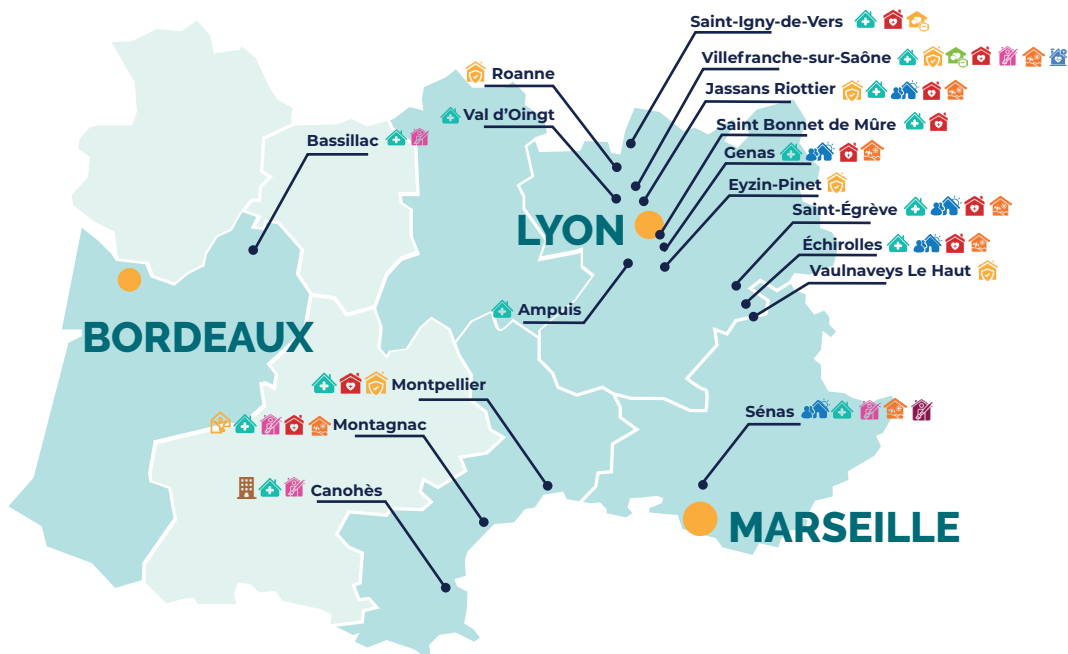 Saint-Igny-de-Vers
Villefranche-sur-Saône
Roanne
Jassans Riottier
Val d'Oingt
Saint Bonnet de Mûre
Bassillac
Genas
Eyzin-Pinet
Saint-Égrève
LYON
Échirolles
Vaulnaveys Le Haut
Ampuis
BORDEAUX
Montpellier
Sénas
Montagnac
Canohès
MARSEILLE